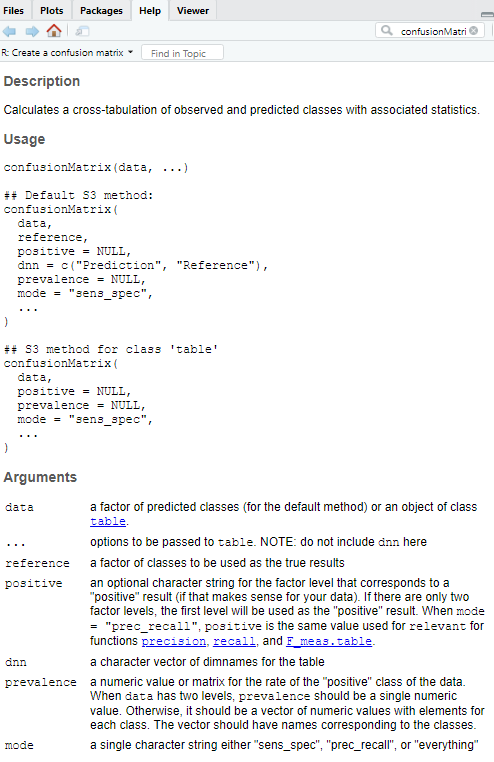 Files Plots Packages Help Viewer
confusionMatri
R: Create a confusion matrix Find in Topic
Description
Calculates a cross-tabulation of observed and predicted classes with associated statistics.
Usage
confusionMatrix(data, ...)
## Default S3 method:
confusionMatrix(
data,
reference,
positive = NULL,
dnn = c("Prediction", "Reference"),
prevalence = NULL,
mode = "sens_spec",
...
)
## S3 method for class 'table'
confusionMatrix(
data,
positive = NULL,
prevalence = NULL,
mode = "sens_spec",
...
)
Arguments
data a factor of predicted classes (for the default method) or an object of class
table.
... options to be passed to table. NOTE: do not include dnn here
reference a factor of classes to be used as the true results
positive an optional character string for the factor level that corresponds to a
"positive" result (if that makes sense for your data). If there are only two
factor levels, the first level will be used as the "positive" result. When mode
= "prec_recall", positive is the same value used for relevant for
functions precision, recall, and F_meas.table.
dnn a character vector of dimnames for the table
prevalence a numeric value or matrix for the rate of the "positive" class of the data.
When data has two levels, prevalence should be a single numeric
value. Otherwise, it should be a vector of numeric values with elements for
each class. The vector should have names corresponding to the classes.
mode a single character string either "sens_spec", "prec_recall", or "everything"